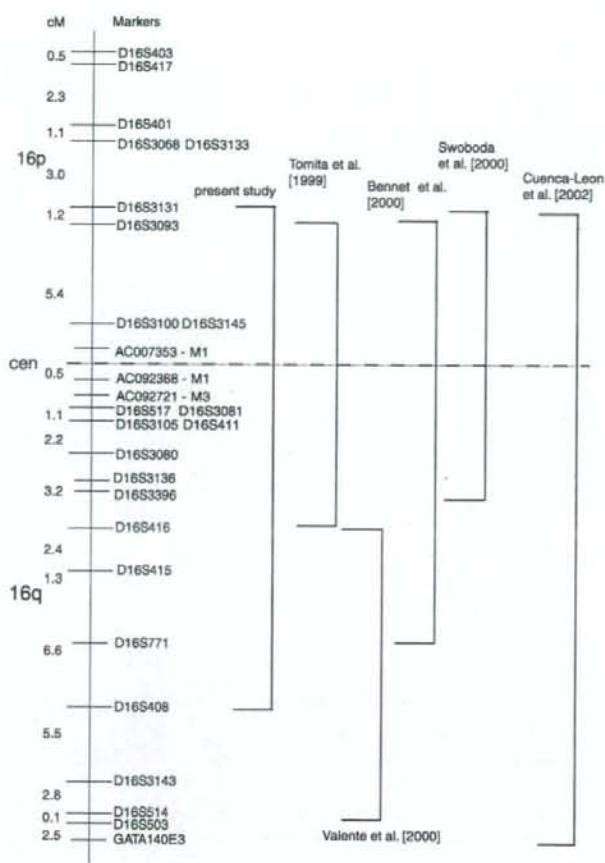 cM Markers
0.5 D16S403
D16S417
2.3
1.1 D16S401
D16S3068 D16S3133
16p
3.0
1.2 D16S3131
D16S3093
5.4
D16S3100 D16S3145
AC007353 - M1
cen
0.5
AC092368 - M1
AC092721 - M3
1.1 D16S517 D16S3081
D16S3105 D16S411
2.2
D16S3080
D16S3136
3.2 D16S3396
D16S416
2.4
1.3 D16S415
16q
6.6 D16S771
D16S408
5.5
D16S3143
2.8
0.1 D16S514
D16S503
2.5 GATA140E3
present study
Tomita et al.
[1999]
Bennet et al.
[2000]
Swoboda
et al. [2000]
Cuenca-Leon
et al. [2002]
Valente et al. [2000]